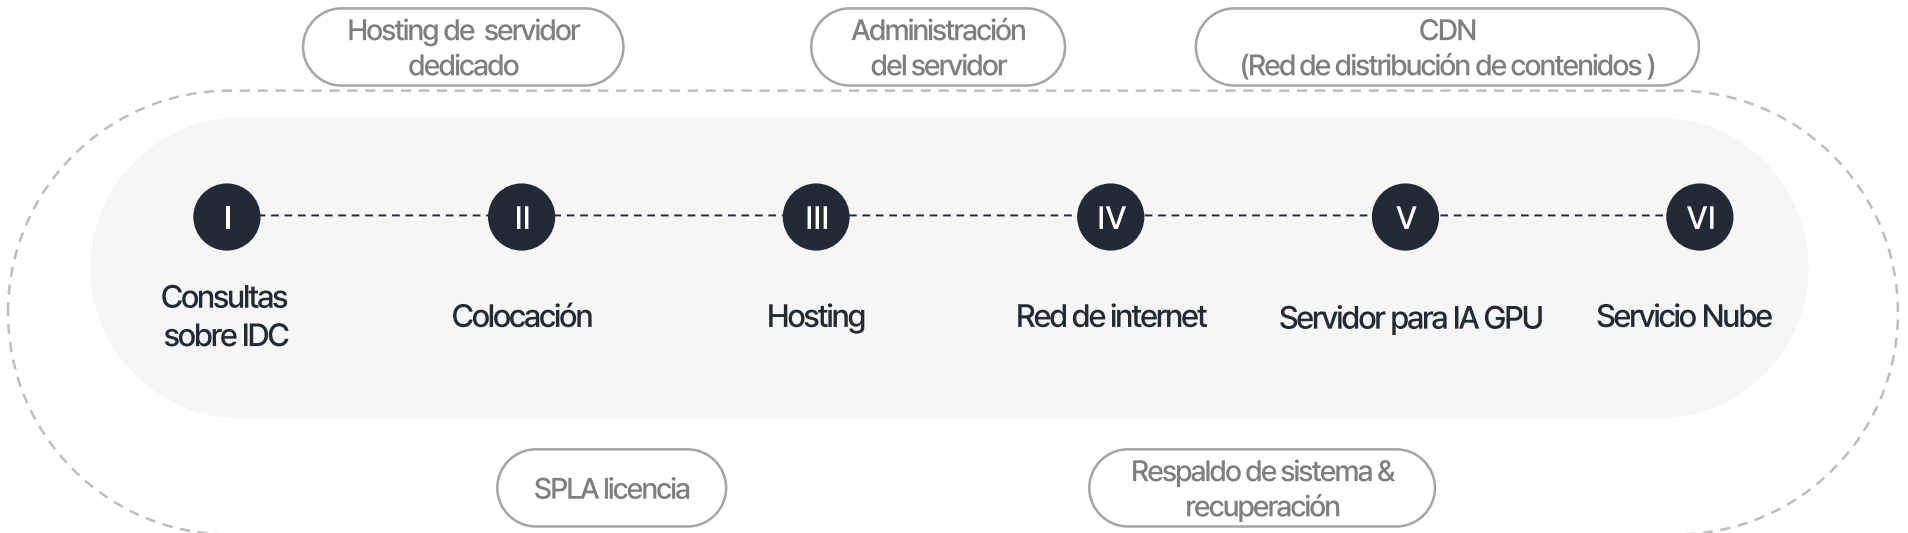 Hosting de servidor
dedicado
Administración
del servidor
CDN
(Red de distribución de contenidos )
I
II
III
IV
V
VI
Consultas
sobre IDC
Colocación
Hosting
Red de internet
Servidor para IA GPU
Servicio Nube
SPLA licencia
Respaldo de sistema &
recuperación